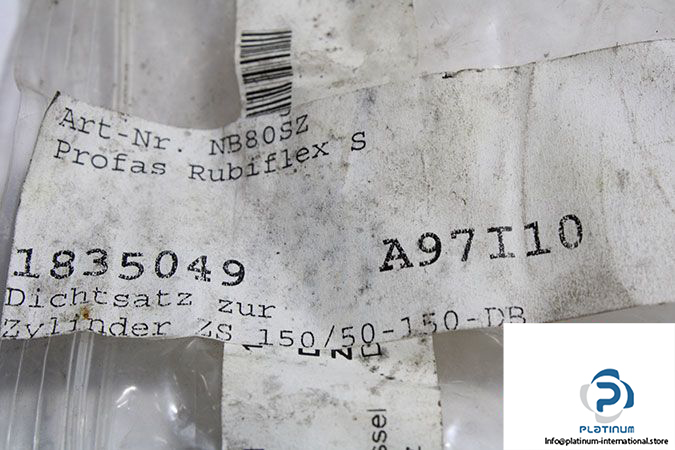 Art-Nr. NB80SZ
Profas Rubiflex S
1835049 A97I10
Dichtsatz zur
Zylinder ZS 150/50-150-DB
ssel
PLATINUM
Info@platinum-international.store